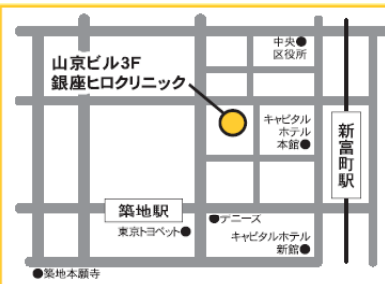 中央●
区役所
山京ビル3F
銀座ヒロクリニック
キャピタル
ホテル
本館●
新富町駅
築地駅
●デニーズ
東京トヨペット●
キャピタルホテル
新館●
●築地本願寺